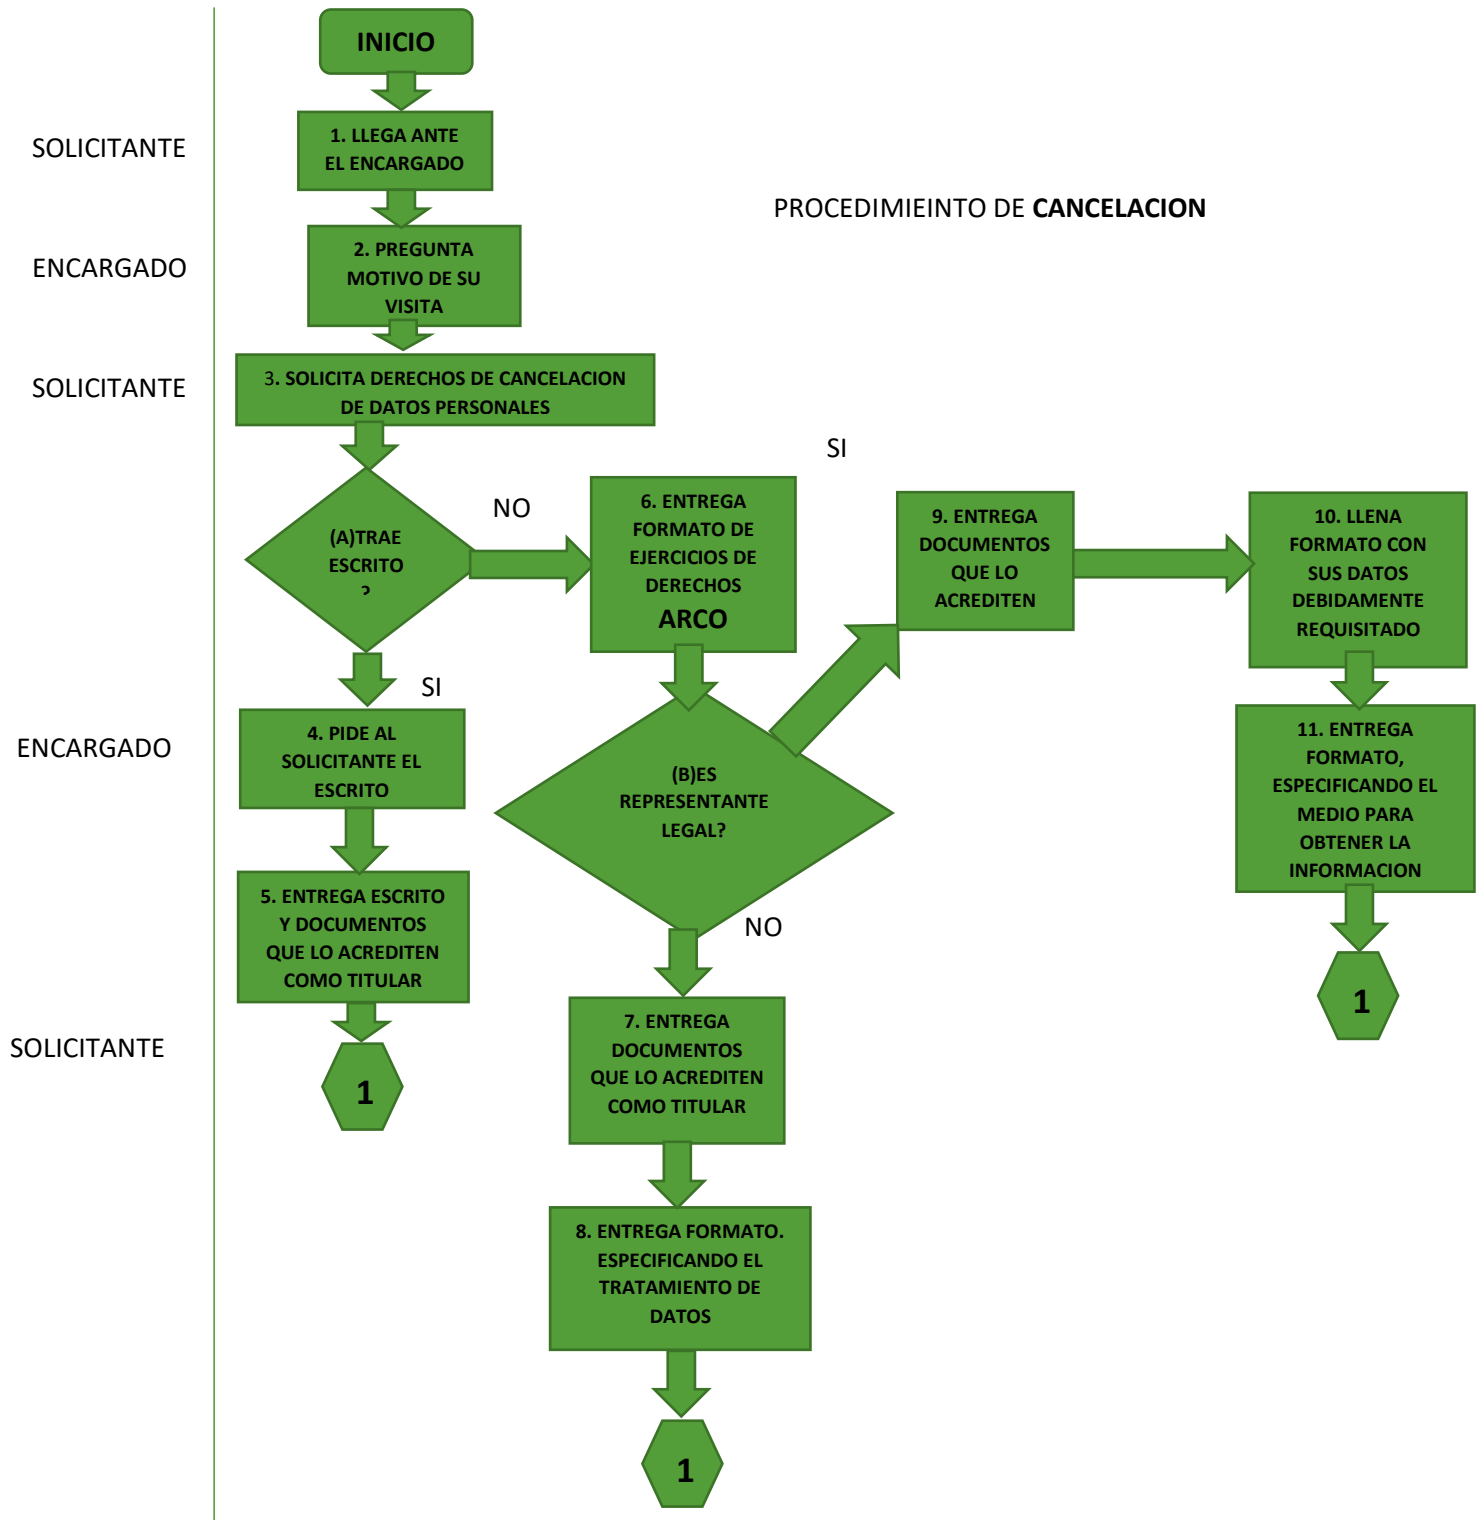 INICIO
SOLICITANTE
1. LLEGA ANTE
EL ENCARGADO
PROCEDIMIEINTO DE CANCELACION
ENCARGADO
2. PREGUNTA
MOTIVO DE SU
VISITA
SOLICITANTE
3. SOLICITA DERECHOS DE CANCELACION
DE DATOS PERSONALES
(A)TRAE
ESCRITO
?
NO
6. ENTREGA
FORMATO DE
EJERCICIOS DE
DERECHOS
ARCO
SI
9. ENTREGA
DOCUMENTOS
QUE LO
ACREDITEN
10. LLENA
FORMATO CON
SUS DATOS
DEBIDAMENTE
REQUISITADO
SI
ENCARGADO
4. PIDE AL
SOLICITANTE EL
ESCRITO
(B)ES
REPRESENTANTE
LEGAL?
11. ENTREGA
FORMATO,
ESPECIFICANDO EL
MEDIO PARA
OBTENER LA
INFORMACION
5. ENTREGA ESCRITO
Y DOCUMENTOS
QUE LO ACREDITEN
COMO TITULAR
NO
1
SOLICITANTE
1
7. ENTREGA
DOCUMENTOS
QUE LO ACREDITEN
COMO TITULAR
8. ENTREGA FORMATO.
ESPECIFICANDO EL
TRATAMIENTO DE
DATOS
1